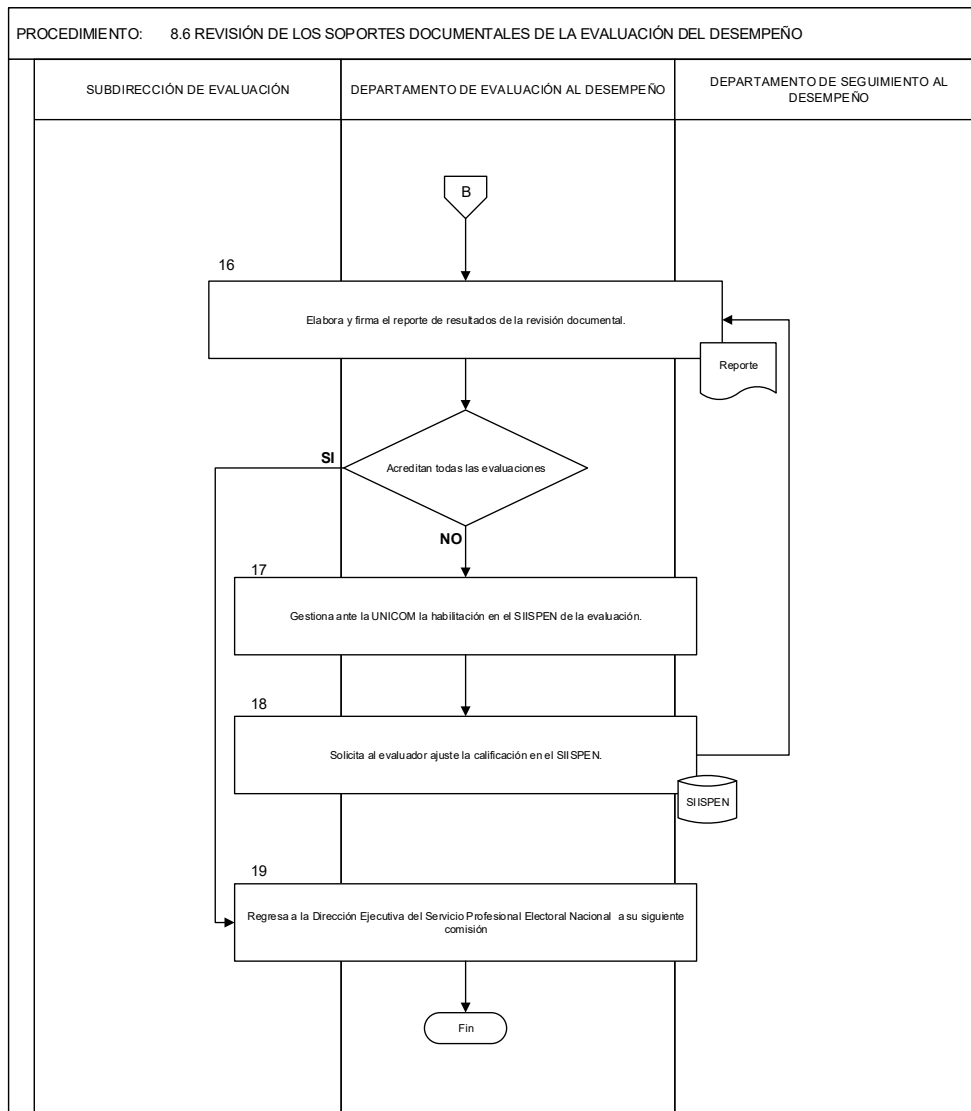 PROCEDIMIENTO: 8.6 REVISIÓN DE LOS SOPORTES DOCUMENTALES DE LA EVALUACIÓN DEL DESEMPEÑO
SUBDIRECCIÓN DE EVALUACIÓN
DEPARTAMENTO DE EVALUACIÓN AL DESEMPEÑO
DEPARTAMENTO DE SEGUIMIENTO AL
DESEMPEÑO
B
16
Elabora y firma el reporte de resultados de la revisión documental.
Reporte
SI
Acreditan todas las evaluaciones
NO
17
Gestiona ante la UNICOM la habilitación en el SIISPEN de la evaluación.
18
Solicita al evaluador ajuste la calificación en el SIISPEN.
SIISPEN
19
Regresa a la Dirección Ejecutiva del Servicio Profesional Electoral Nacional a su siguiente
comisión
Fin